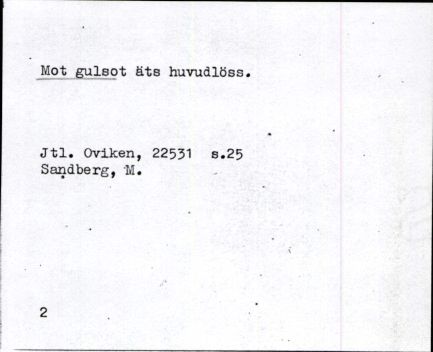 Mot gulsot äts huvudlöss.
Jtl. Oviken, 22531 s.25
Sandberg, M.
2